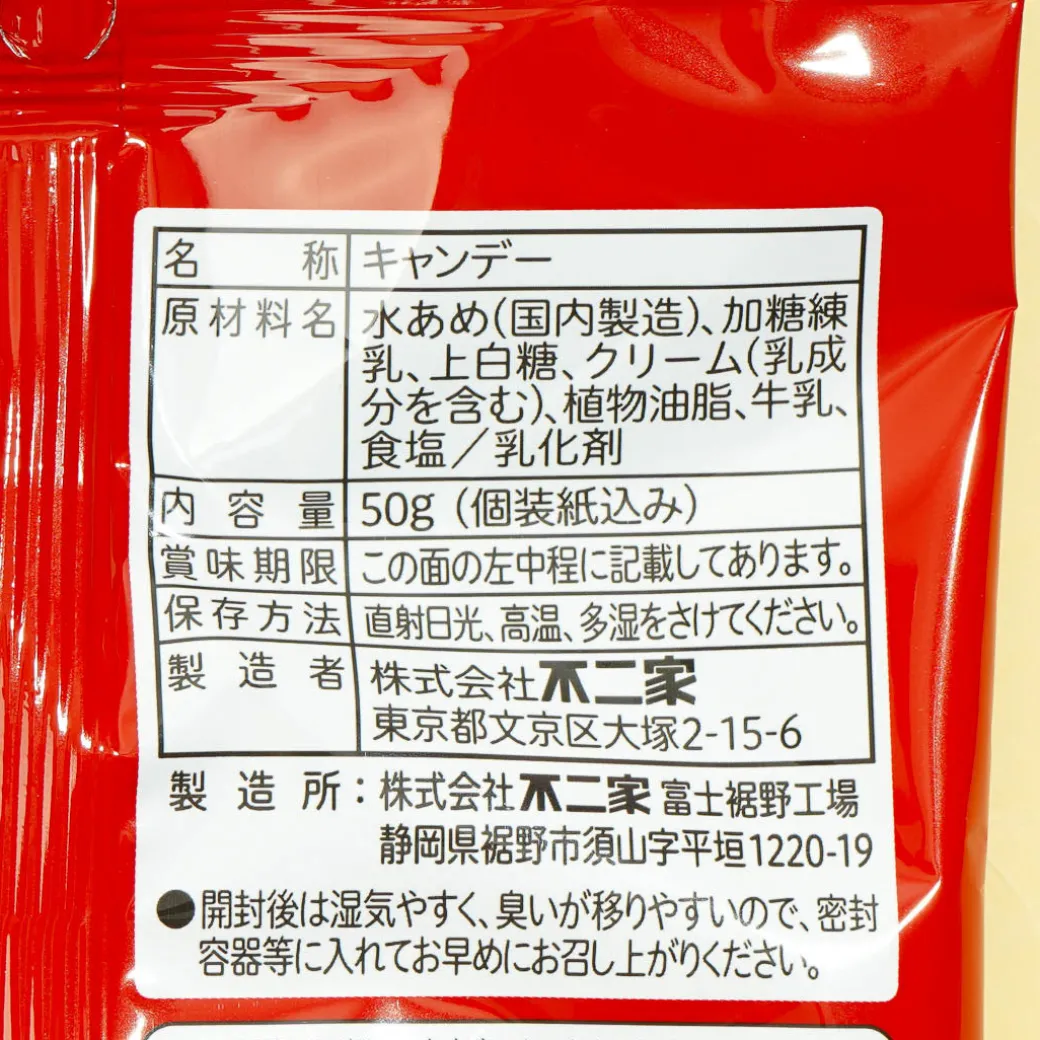 名称 キャンデー
原材料名 水あめ(国内製造)、加糖練
乳、上白糖、クリーム(乳成
分を含む)、植物油脂、牛乳、
食塩/乳化剤
内容量 50g (個装紙込み)
賞味期限 この面の左中程に記載してあります。
保存方法 直射日光、高温、多湿をさけてください。
製造者 株式会社不二家
東京都文京区大塚2-15-6
製造所:株式会社不二家 富士裾野工場
静岡県裾野市須山字平垣1220-19
●開封後は湿気やすく、臭いが移りやすいので、密封
容器等に入れてお早めにお召し上がりください。